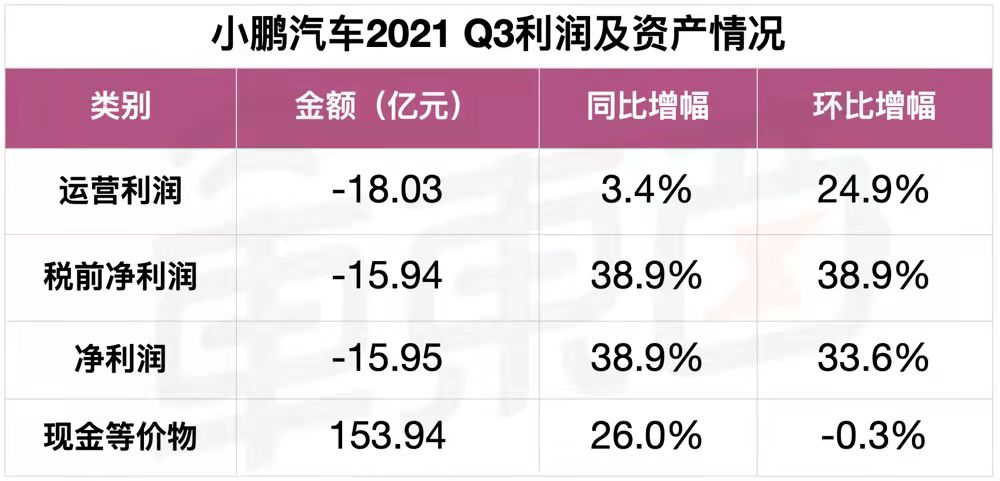 小鹏汽车2021 Q3利润及资产情况
类别 金额（亿元） 同比增幅 环比增幅
运营利润 -18.03 3.4% 24.9%
税前净利润 -15.94 38.9% 38.9%
净利润 -15.95 38.9% 33.6%
现金等价物 153.94 26.0% -0.3%